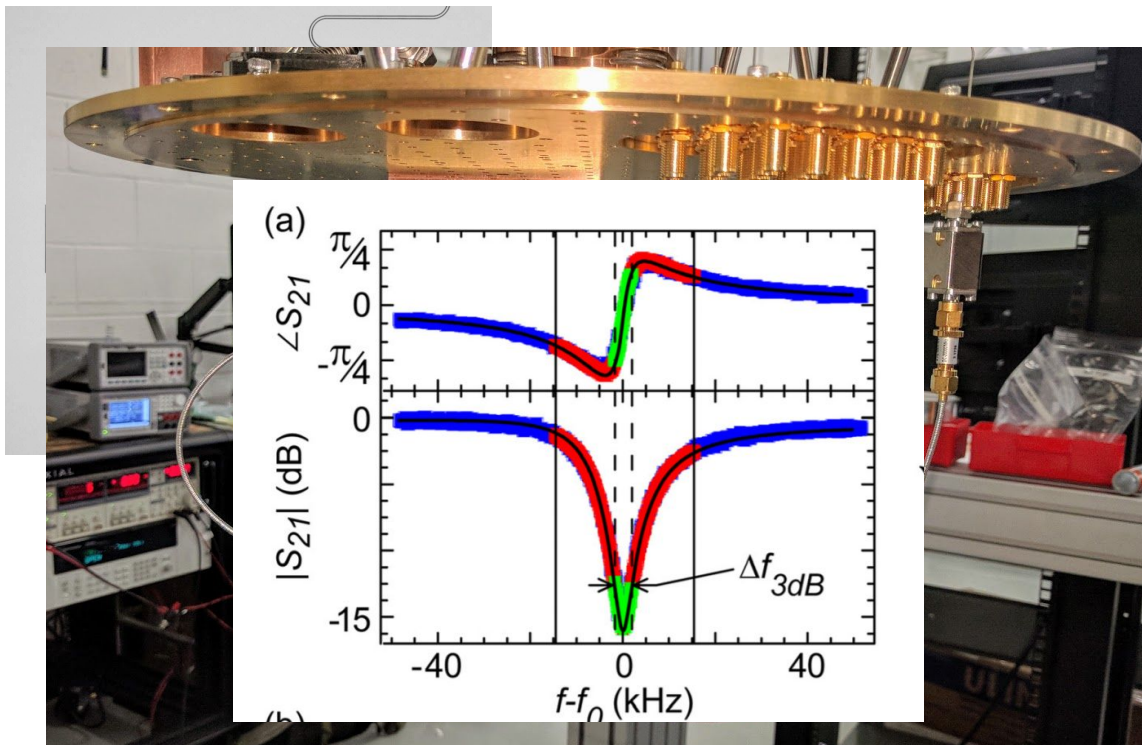 (a)
π/4
0
-π/4
∠S21
0
-15
|S21| (dB)
Δf3dB
-40
0
40
f-f0 (kHz)
(b)